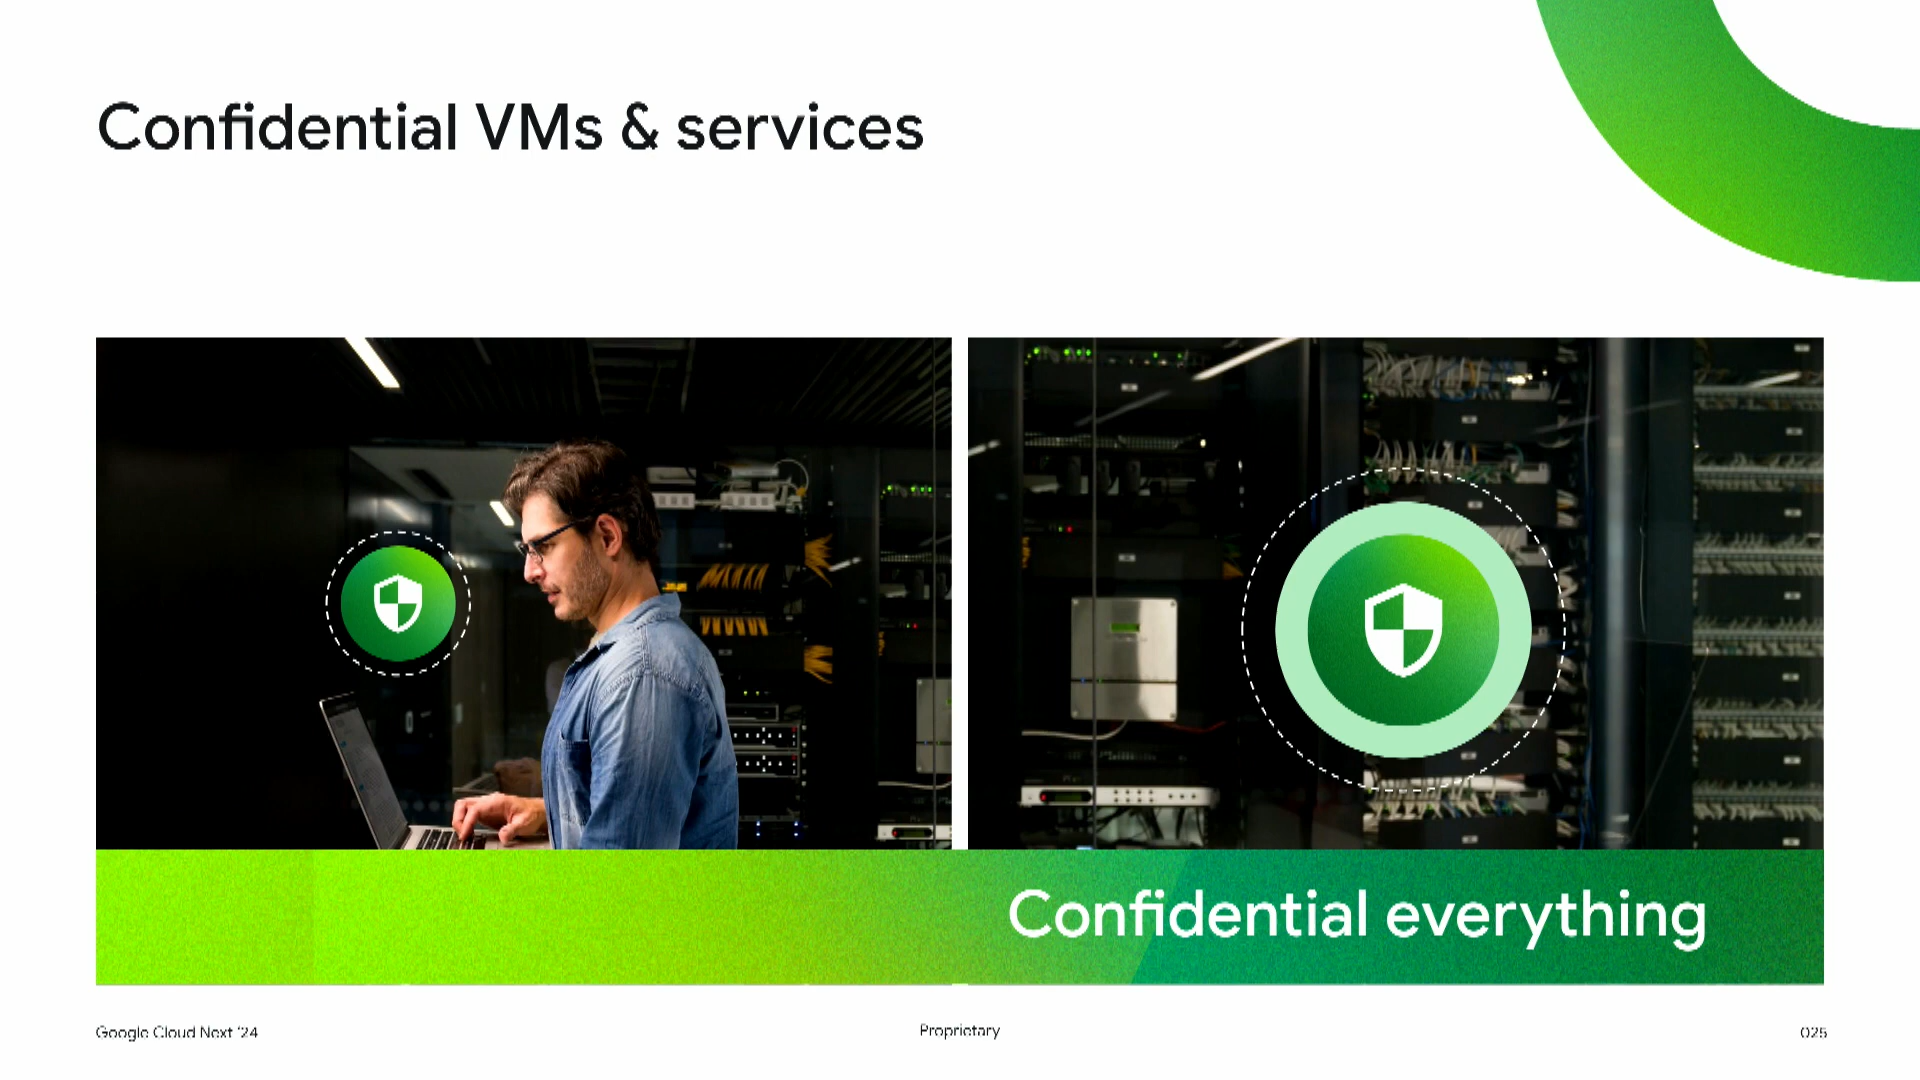 Confidential VMs & services
Confidential everything
Google Cloud Next '24
Proprietary
025